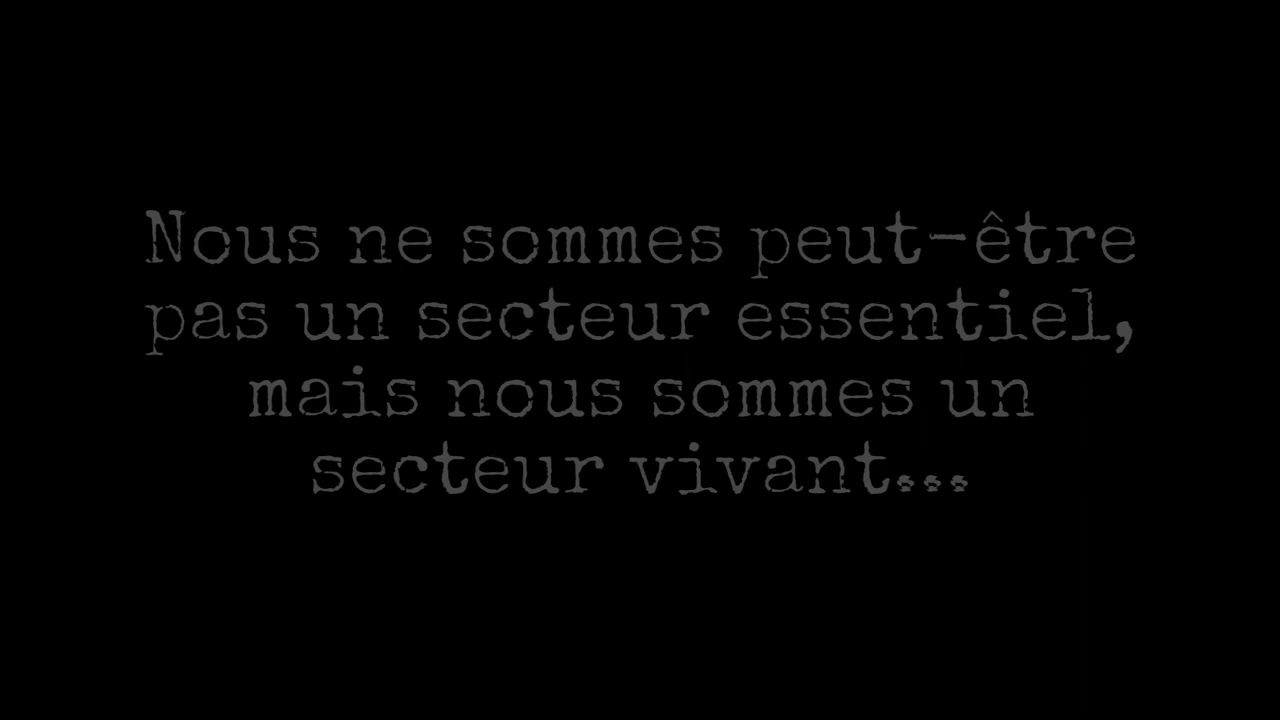 Nous ne sommes peut-être
pas un secteur essentiel,
mais nous sommes un
secteur vivant...